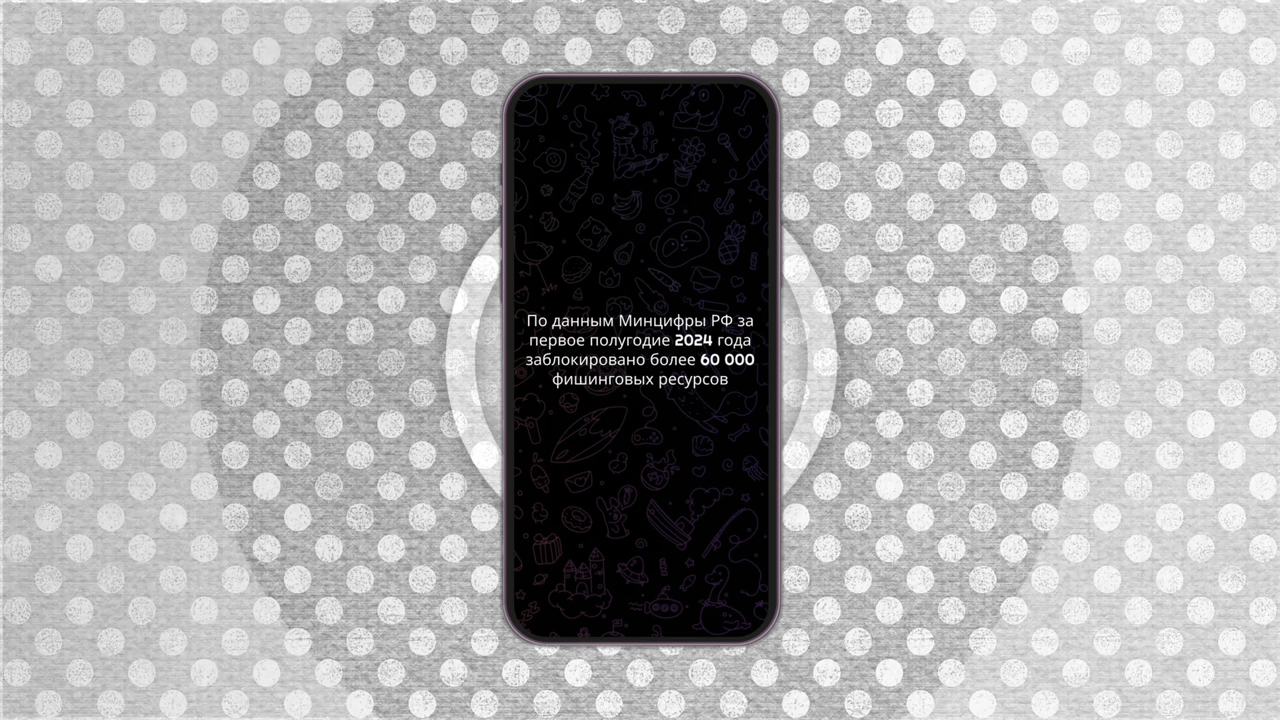 По данным Минцифры РФ за
первое полугодие 2024 года
заблокировано более 60 000
фишинговых ресурсов